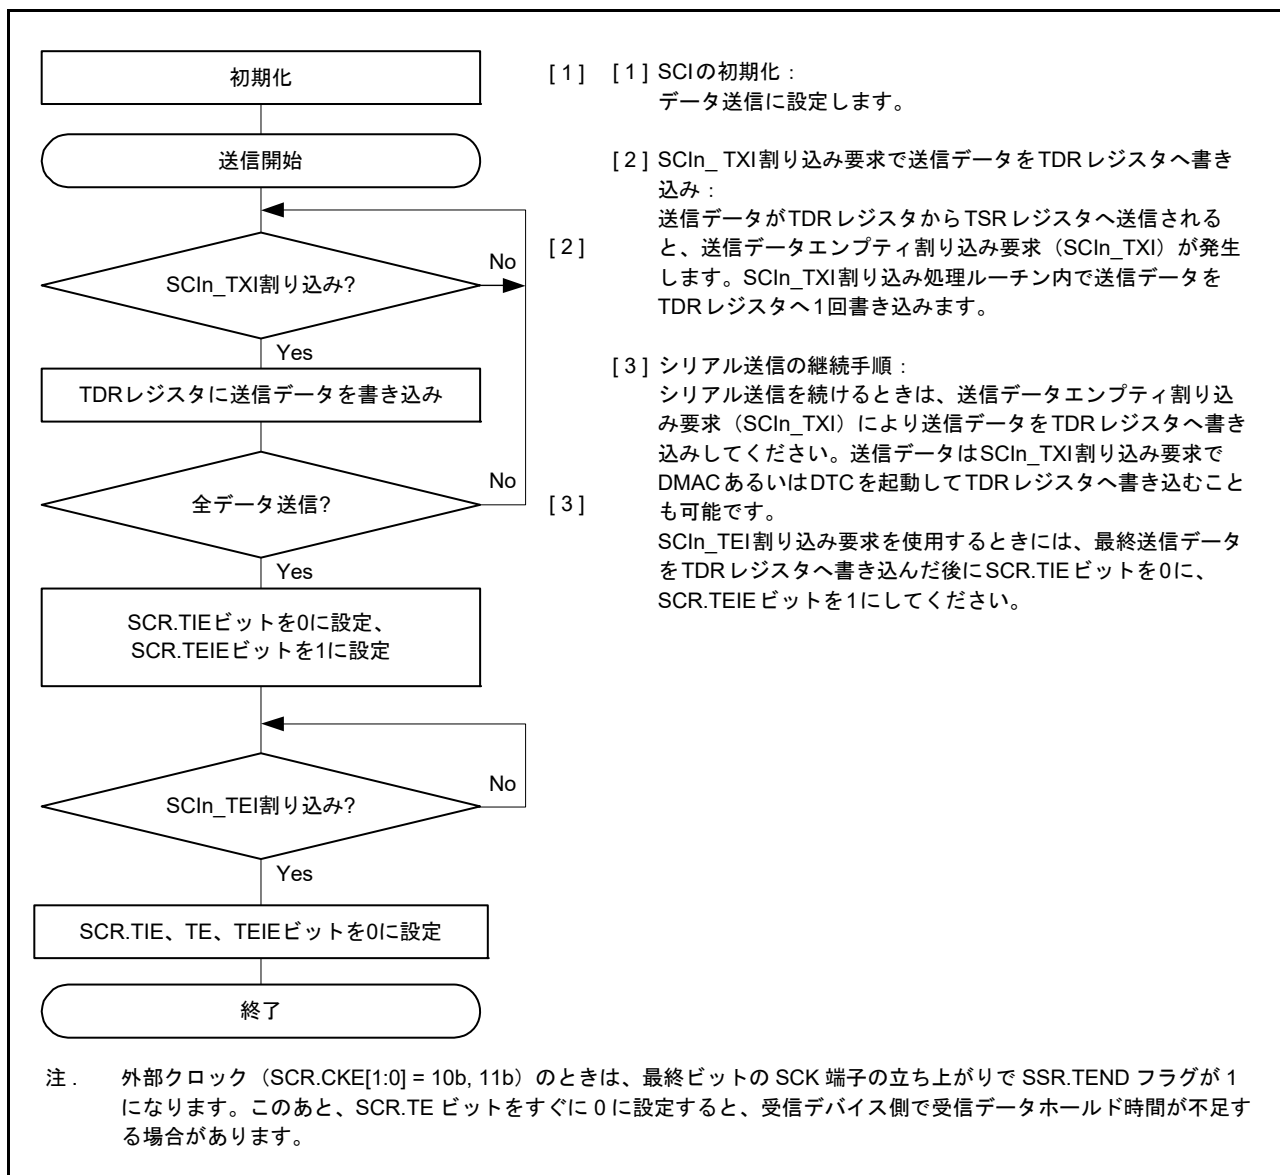 初期化
[ 1 ]
送信開始
[ 2 ]
No
SCIn_TXI割り込み?
Yes
TDRレジスタに送信データを書き込み
No
全データ送信?
[ 3 ]
Yes
SCR.TIEビットを0に設定、
SCR.TEIEビットを1に設定
No
SCIn_TEI割り込み?
Yes
SCR.TIE、TE、TEIEビットを0に設定
終了
[ 1 ] SCIの初期化：
データ送信に設定します。
[ 2 ] SCIn_ TXI割り込み要求で送信データをTDRレジスタへ書き
込み：
送信データがTDRレジスタからTSRレジスタへ送信される
と、送信データエンプティ割り込み要求（SCIn_TXI）が発生
します。SCIn_TXI割り込み処理ルーチン内で送信データを
TDRレジスタへ1回書き込みます。
[ 3 ] シリアル送信の継続手順：
シリアル送信を続けるときは、送信データエンプティ割り込
み要求（SCIn_TXI）により送信データをTDRレジスタへ書き
込みしてください。送信データはSCIn_TXI割り込み要求で
DMACあるいはDTCを起動してTDRレジスタへ書き込むこと
も可能です。
SCIn_TEI割り込み要求を使用するときには、最終送信データ
をTDRレジスタへ書き込んだ後にSCR.TIEビットを0に、
SCR.TEIEビットを1にしてください。
注 . 外部クロック（SCR.CKE[1:0] = 10b, 11b）のときは、最終ビットの SCK 端子の立ち上がりで SSR.TEND フラグが 1
になります。このあと、SCR.TE ビットをすぐに 0 に設定すると、受信デバイス側で受信データホールド時間が不足す
る場合があります。